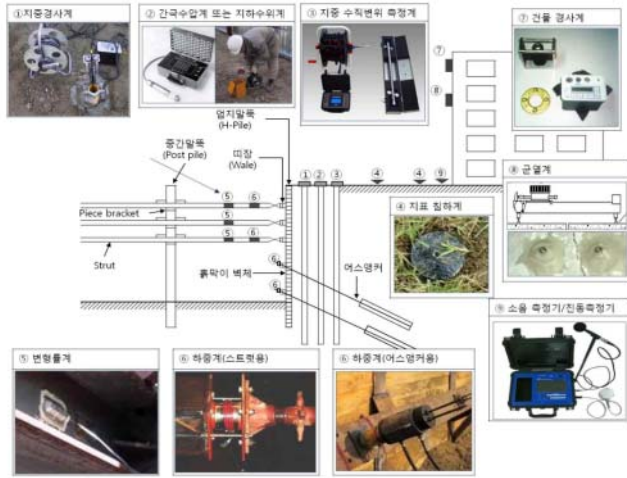 ①지중경사계
② 간극수압계 또는 지하수위계
③ 지중 수직변위 측정계
⑦ 건물 경사계
⑦
⑧
엄지말뚝
(H-Pile)
중간말뚝
(Post pile)
띠장
(Wale)
① ② ③ ④ ④ ⑨
⑧ 균열계
⑤ ⑥
Piece bracket
⑤
⑤ ⑥
④ 지표 침하계
Strut
⑥
흙막이 벽체
어스앵커
⑥
⑨ 소음 측정기/진동측정기
⑤ 변형률계
⑥ 하중계(스트럿용)
⑥ 하중계(어스앵커용)